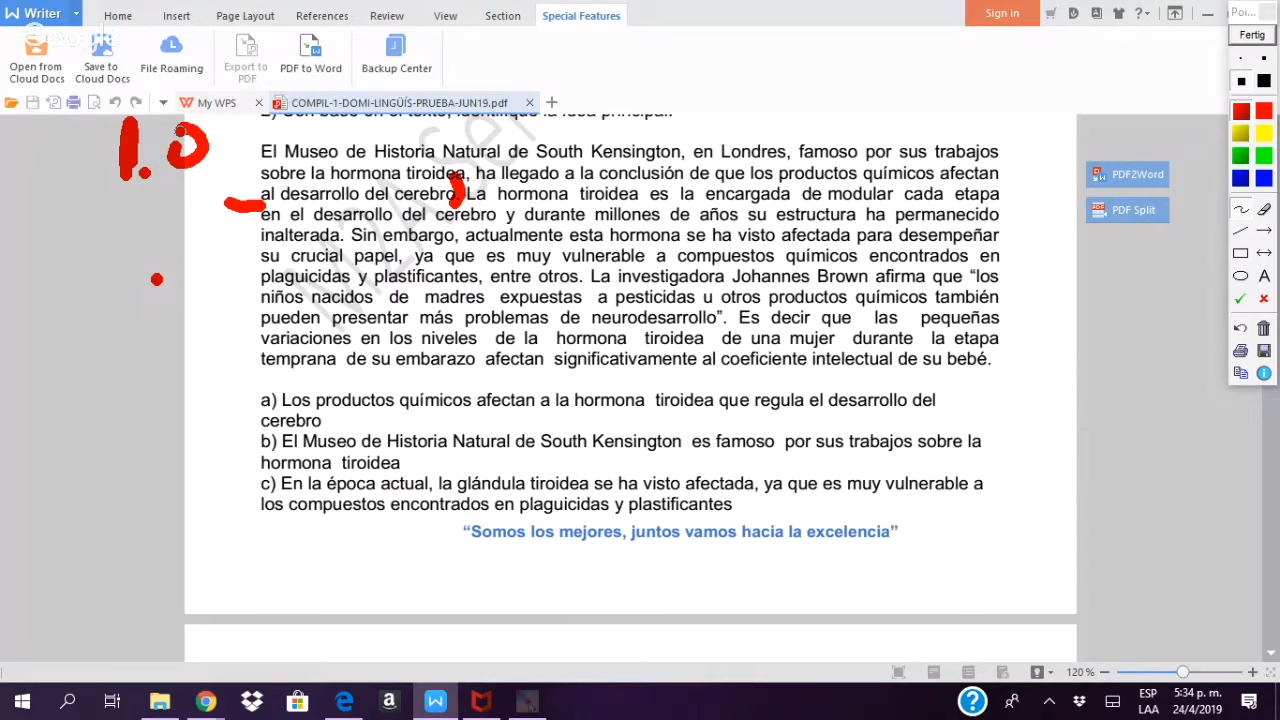 Writer
Home Insert Page Layout References Review View Section Special Features
Sign in
Poi...
Fertig
Open from Cloud Docs
Save to Cloud Docs
File Roaming
Export to PDF
PDF to Word
Backup Center
My WPS
COMPIL-1-DOMI-LINGÜÍS-PRUEBA-JUN19.pdf
1.0
b) Con base en el texto, identifique la idea principal.
El Museo de Historia Natural de South Kensington, en Londres, famoso por sus trabajos
sobre la hormona tiroidea, ha llegado a la conclusión de que los productos químicos afectan
al desarrollo del cerebro. La hormona tiroidea es la encargada de modular cada etapa
en el desarrollo del cerebro y durante millones de años su estructura ha permanecido
inalterada. Sin embargo, actualmente esta hormona se ha visto afectada para desempeñar
su crucial papel, ya que es muy vulnerable a compuestos químicos encontrados en
plaguicidas y plastificantes, entre otros. La investigadora Johannes Brown afirma que “los
niños nacidos de madres expuestas a pesticidas u otros productos químicos también
pueden presentar más problemas de neurodesarrollo”. Es decir que las pequeñas
variaciones en los niveles de la hormona tiroidea de una mujer durante la etapa
temprana de su embarazo afectan significativamente al coeficiente intelectual de su bebé.
a) Los productos químicos afectan a la hormona tiroidea que regula el desarrollo del
cerebro
b) El Museo de Historia Natural de South Kensington es famoso por sus trabajos sobre la
hormona tiroidea
c) En la época actual, la glándula tiroidea se ha visto afectada, ya que es muy vulnerable a
los compuestos encontrados en plaguicidas y plastificantes
“Somos los mejores, juntos vamos hacia la excelencia”
PDF2Word
PDF Split
120 %
ESP
LAA
5:34 p. m.
24/4/2019